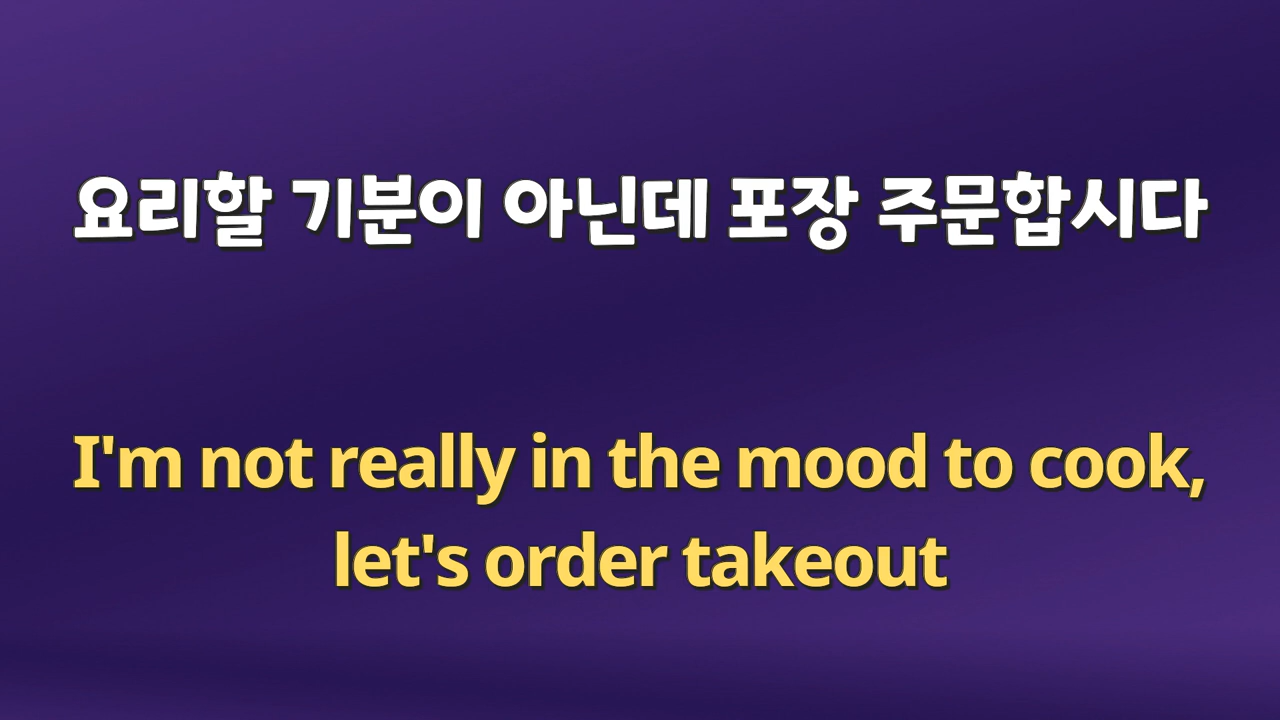 요리할 기분이 아닌데 포장 주문합시다
I'm not really in the mood to cook,
let's order takeout